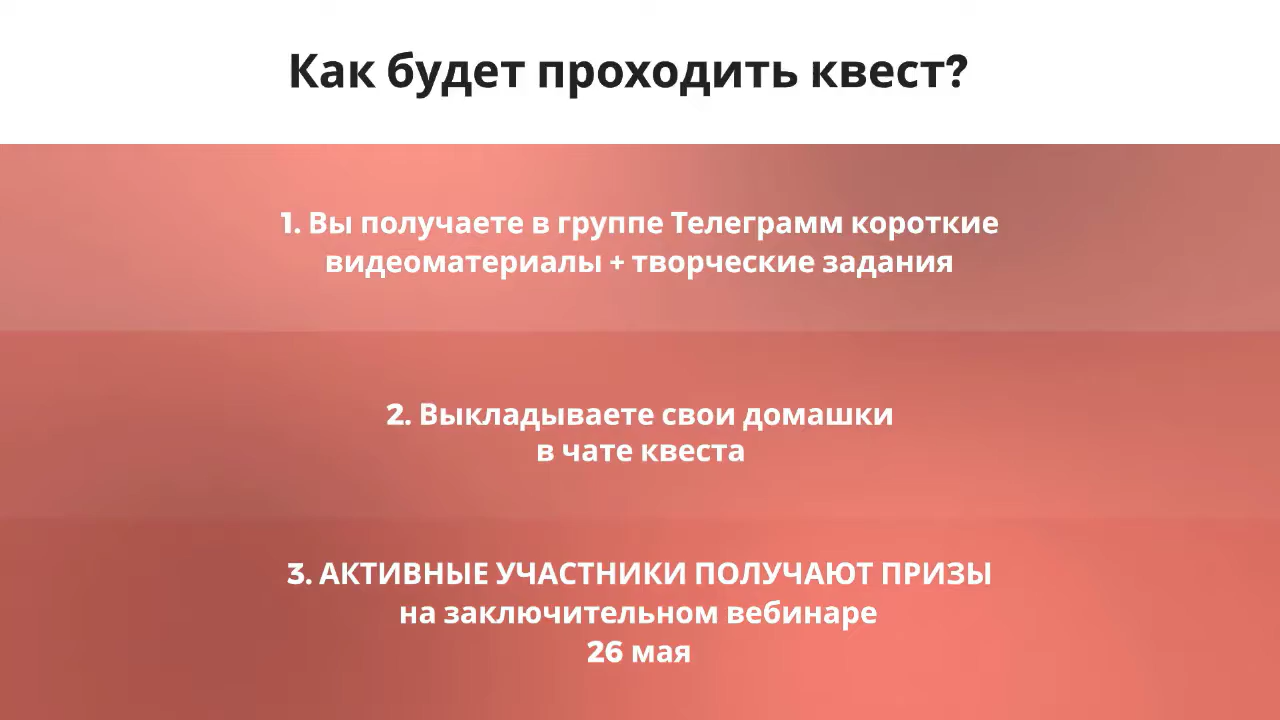 Как будет проходить квест?
1. Вы получаете в группе Телеграмм короткие
видеоматериалы + творческие задания
2. Выкладываете свои домашки
в чате квеста
3. АКТИВНЫЕ УЧАСТНИКИ ПОЛУЧАЮТ ПРИЗЫ
на заключительном вебинаре
26 мая